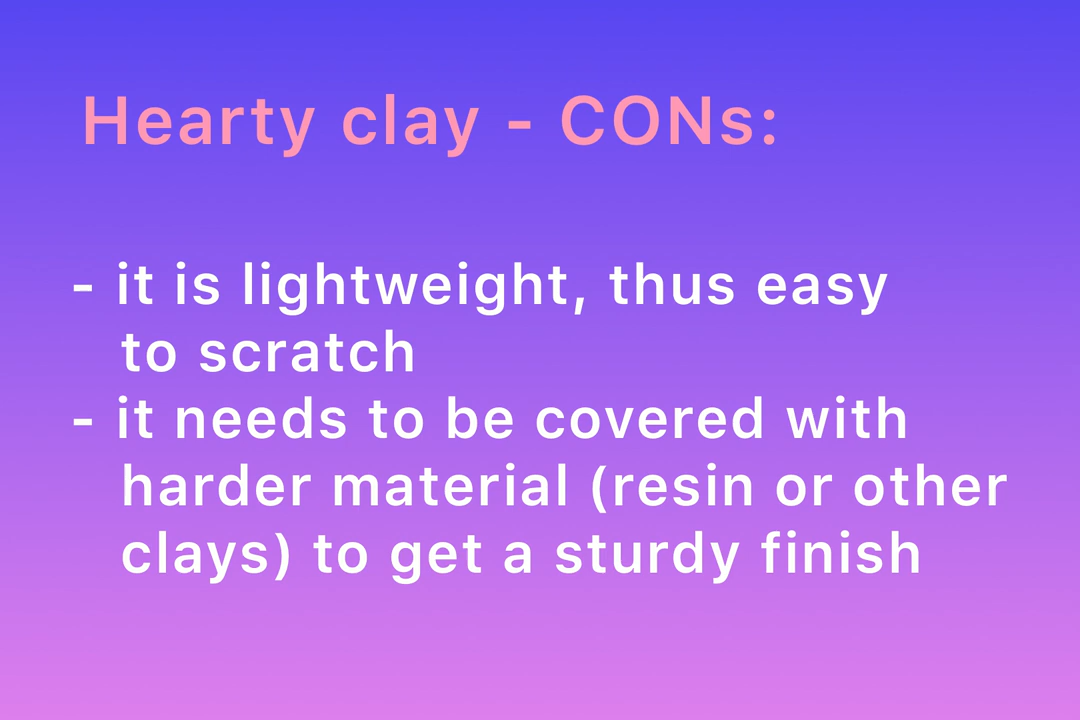 Hearty clay - CONs:
- it is lightweight, thus easy
to scratch
- it needs to be covered with
harder material (resin or other
clays) to get a sturdy finish